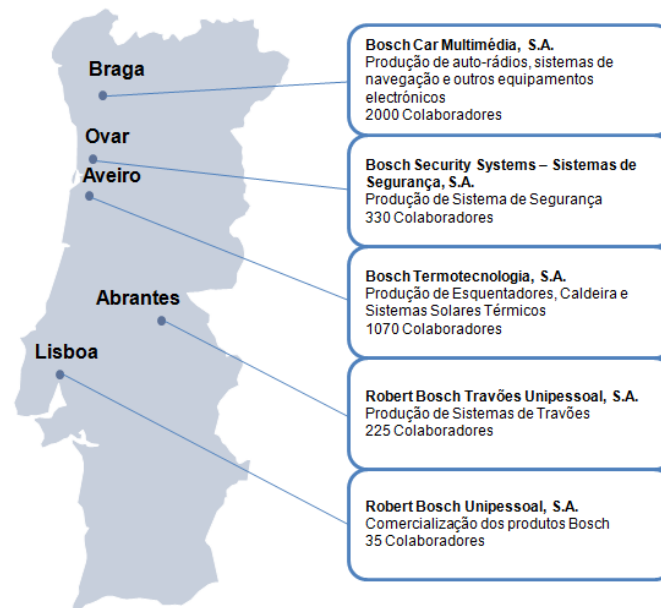 Braga
Ovar
Aveiro
Abrantes
Lisboa
Bosch Car Multimédia, S.A.
Produção de auto-rádios, sistemas de
navegação e outros equipamentos
electrónicos
2000 Colaboradores
Bosch Security Systems – Sistemas de
Segurança, S.A.
Produção de Sistema de Segurança
330 Colaboradores
Bosch Termotecnologia, S.A.
Produção de Esquentadores, Caldeira e
Sistemas Solares Térmicos
1070 Colaboradores
Robert Bosch Travões Unipessoal, S.A.
Produção de Sistemas de Travões
225 Colaboradores
Robert Bosch Unipessoal, S.A.
Comercialização dos produtos Bosch
35 Colaboradores